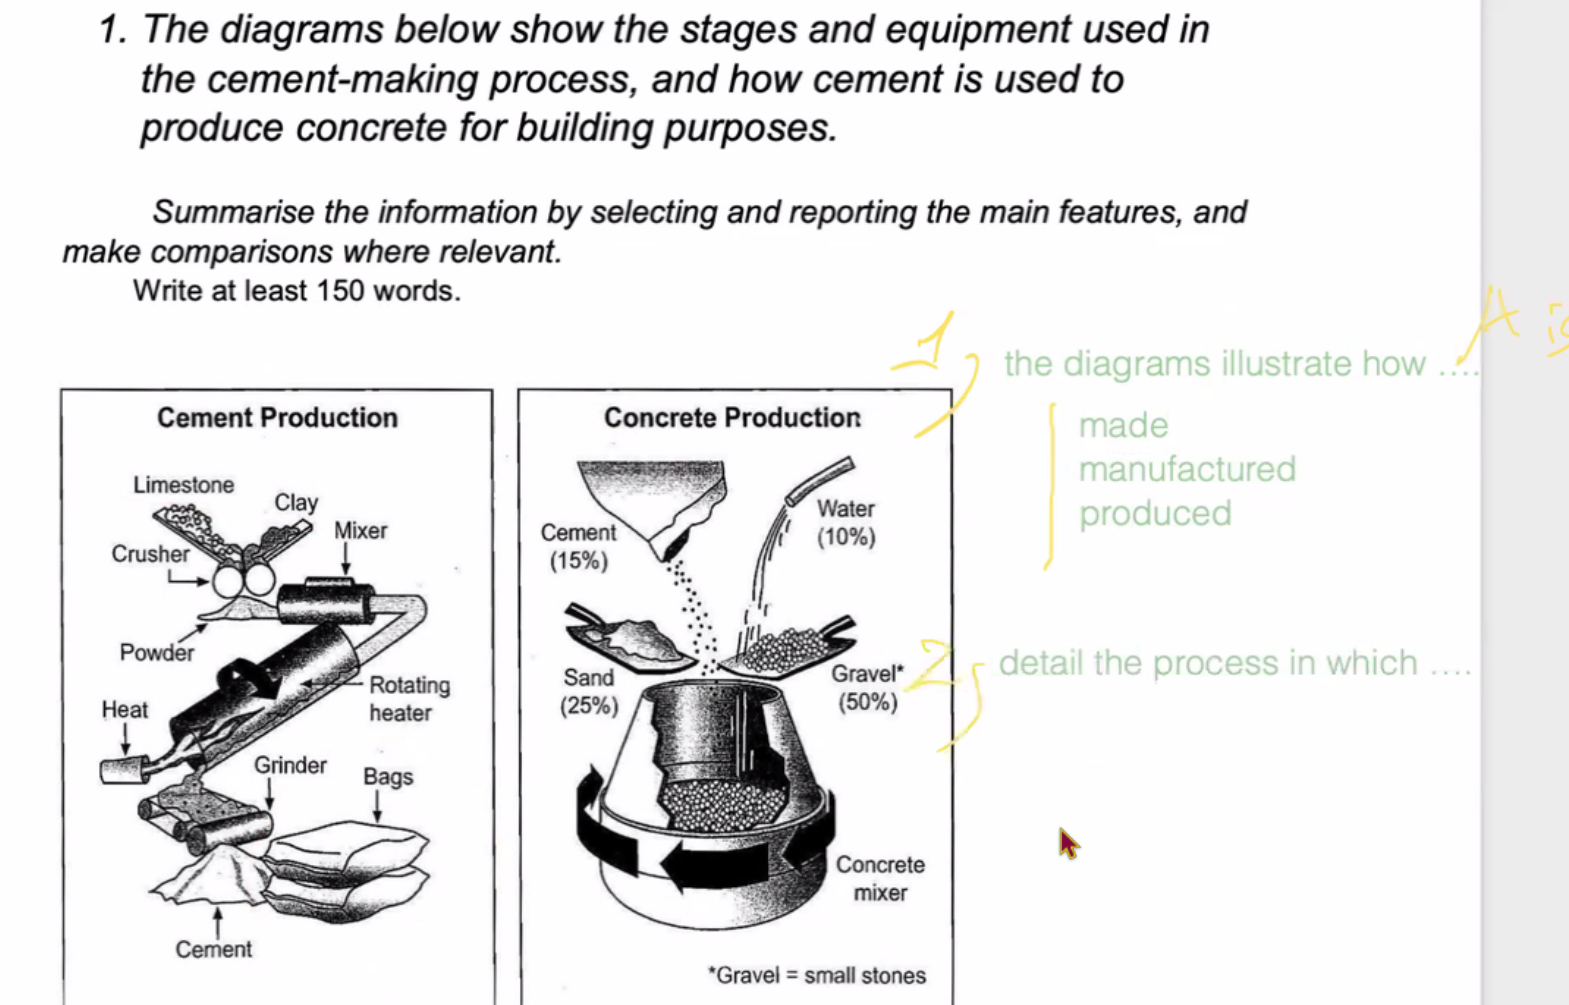 1. The diagrams below show the stages and equipment used in
the cement-making process, and how cement is used to
produce concrete for building purposes.
Summarise the information by selecting and reporting the main features, and
make comparisons where relevant.
Write at least 150 words.
Cement Production
Limestone
Clay
Mixer
Crusher
Powder
Rotating
heater
Heat
Grinder
Bags
Cement
Concrete Production
Water
(10%)
Cement
(15%)
Sand
(25%)
Gravel*
(50%)
Concrete
mixer
*Gravel = small stones
1,
the diagrams illustrate how ....
A is
made
manufactured
produced
2,
detail the process in which ....